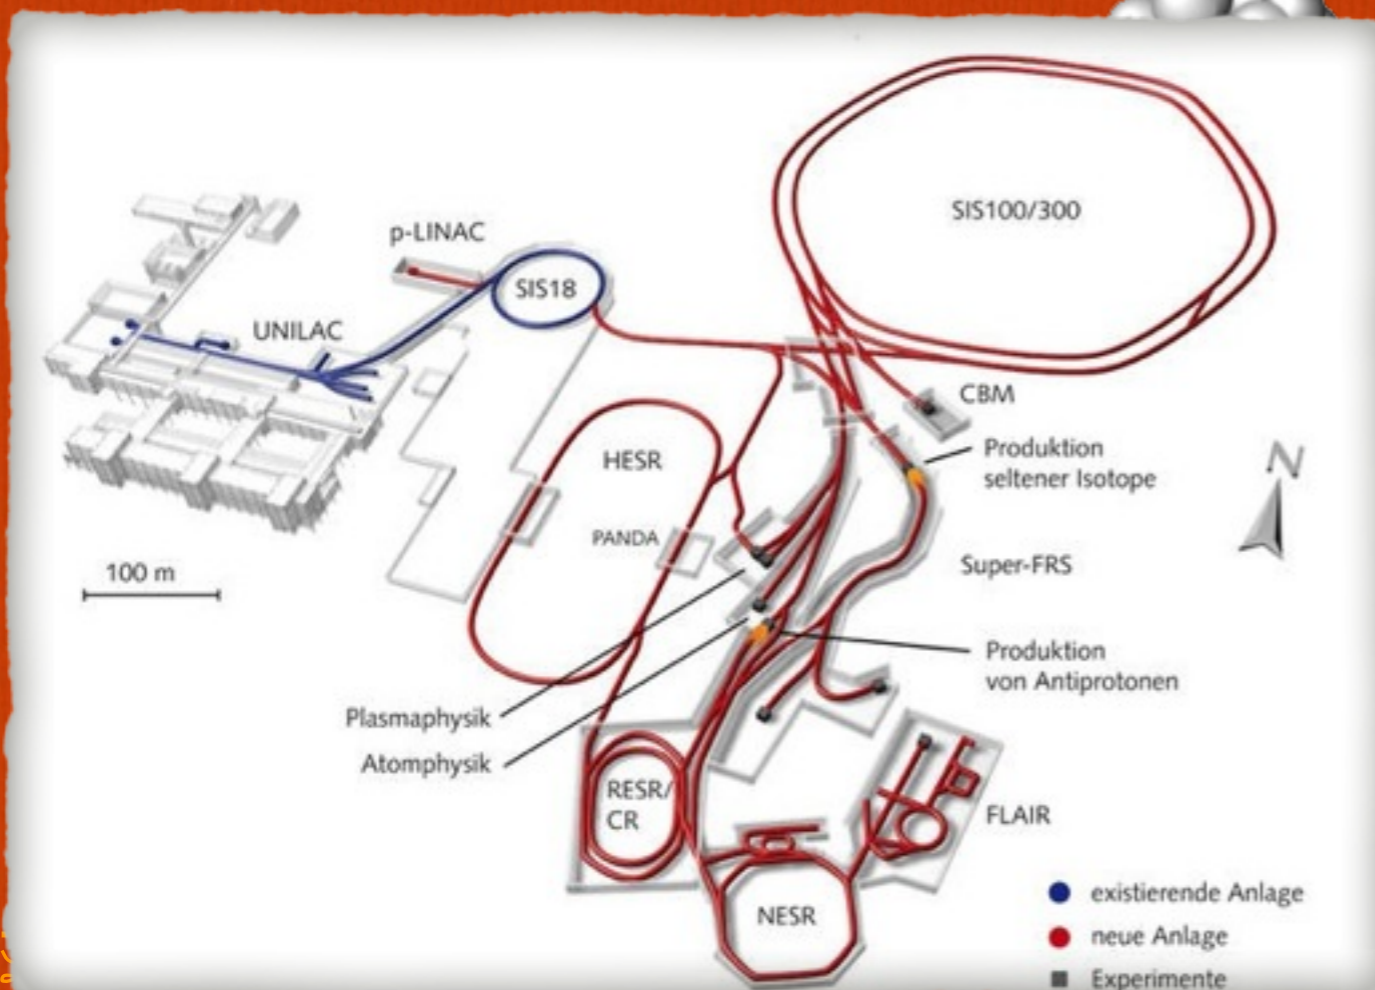 SIS100/300
p-LINAC
SIS18
UNILAC
CBM
HESR
Produktion
seltener Isotope
N
PANDA
100 m
Super-FRS
Produktion
von Antiprotonen
Plasmaphysik
Atomphysik
RESR/
CR
FLAIR
NESR
existierende Anlage
neue Anlage
Experimente